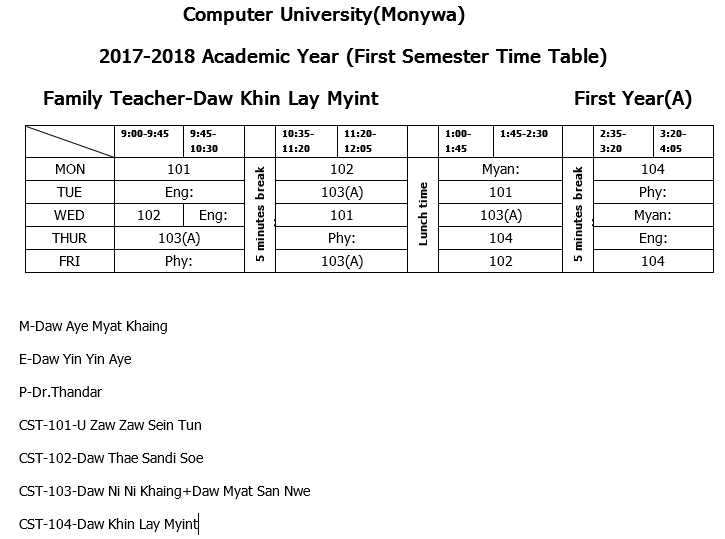 Computer University(Monywa)
2017-2018 Academic Year (First Semester Time Table)
Family Teacher-Daw Khin Lay Myint First Year(A)
9:00-9:45 9:45-10:30 5 minutes break 10:35-11:20 11:20-12:05 Lunch time 1:00-1:45 1:45-2:30 5 minutes break 2:35-3:20 3:20-4:05
MON 101 102 Myan: 104
TUE Eng: 103(A) 101 Phy:
WED 102 Eng: 101 103(A) Myan:
THUR 103(A) Phy: 104 Eng:
FRI Phy: 103(A) 102 104
M-Daw Aye Myat Khaing
E-Daw Yin Yin Aye
P-Dr.Thandar
CST-101-U Zaw Zaw Sein Tun
CST-102-Daw Thae Sandi Soe
CST-103-Daw Ni Ni Khaing+Daw Myat San Nwe
CST-104-Daw Khin Lay Myint